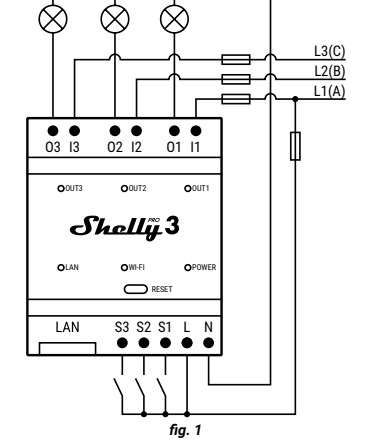 L3(C)
L2(B)
L1(A)
O3 I3 O2 I2 O1 I1
OUT3 OUT2 OUT1
Shelly PRO 3
LAN WI-FI POWER
RESET
LAN S3 S2 S1 L N
fig. 1